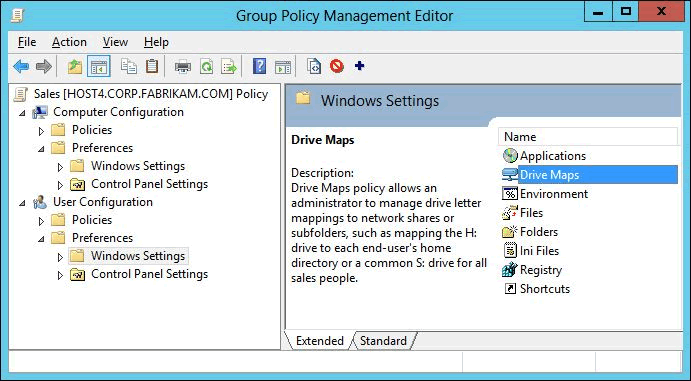 Group Policy Management Editor
File Action View Help
Sales [HOST4.CORP.FABRIKAM.COM] Policy
Computer Configuration
Policies
Preferences
Windows Settings
Control Panel Settings
User Configuration
Policies
Preferences
Windows Settings
Control Panel Settings
Windows Settings
Drive Maps
Description:
Drive Maps policy allows an
administrator to manage drive letter
mappings to network shares or
subfolders, such as mapping the H:
drive to each end-user's home
directory or a common S: drive for all
sales people.
Name
Applications
Drive Maps
Environment
Files
Folders
Ini Files
Registry
Shortcuts
Extended Standard